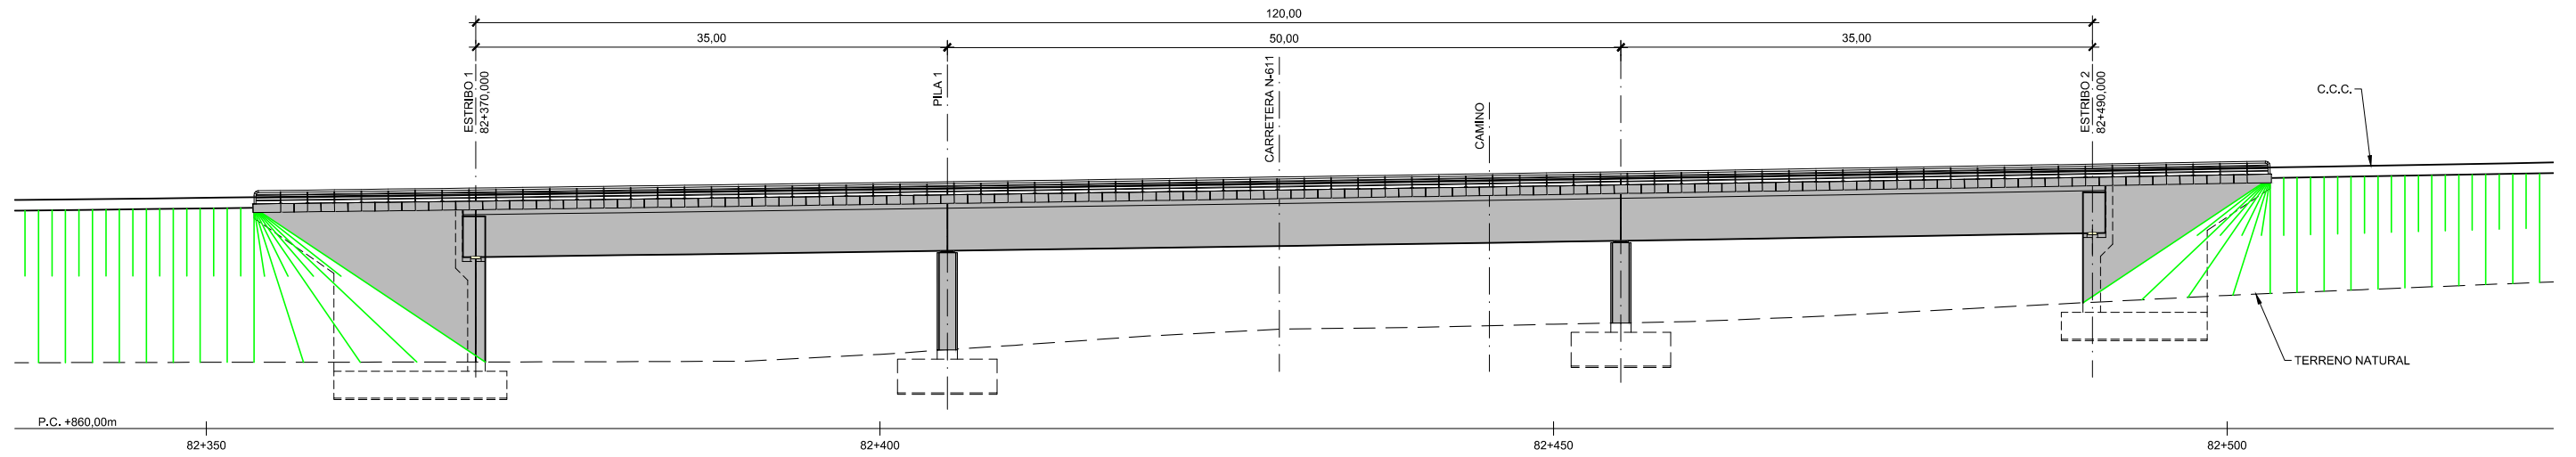 120,00
35,00
50,00
35,00
ESTRIBO 1
82+370,000
PILA 1
CARRETERA N-611
CAMINO
ESTRIBO 2
82+490,000
C.C.C.
TERRENO NATURAL
P.C. +860,00m
82+350
82+400
82+450
82+500